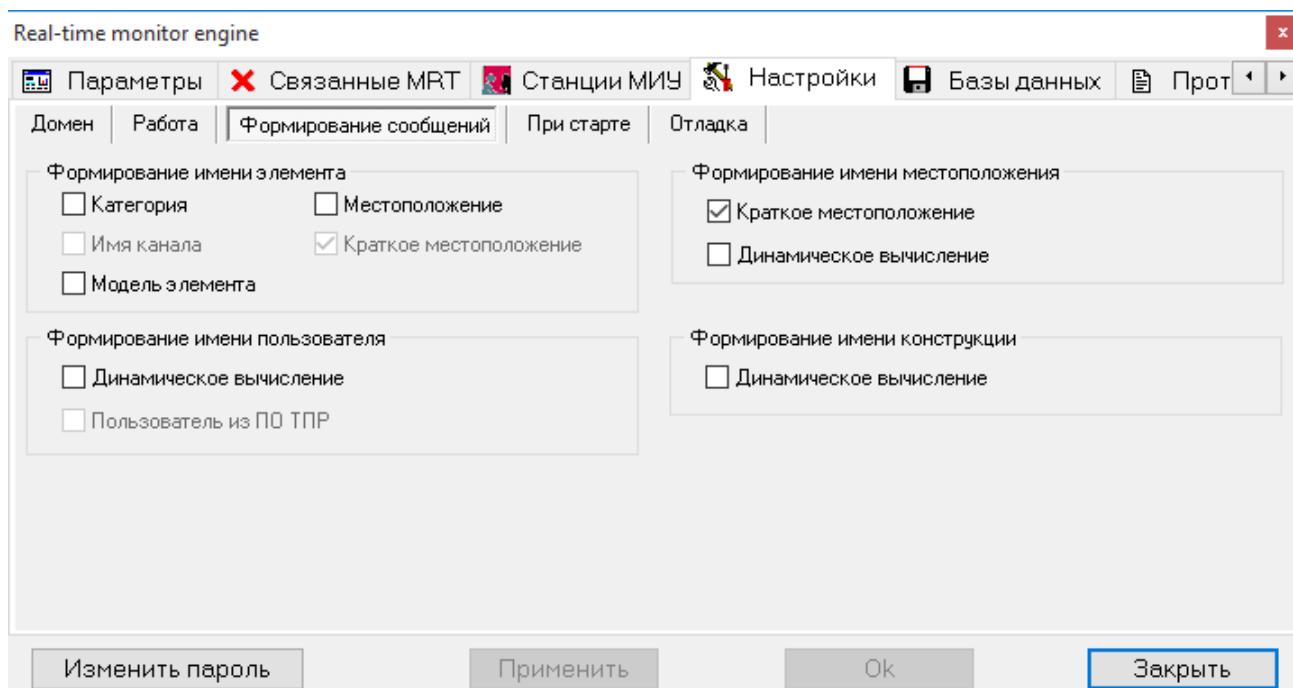 Real-time monitor engine
Параметры Связанные MRT Станции МИУ Настройки Базы данных Прот
Домен Работа Формирование сообщений При старте Отладка
Формирование имени элемента Формирование имени местоположения
Категория Местоположение Краткое местоположение
Имя канала Краткое местоположение Динамическое вычисление
Модель элемента
Формирование имени пользователя Формирование имени конструкции
Динамическое вычисление Динамическое вычисление
Пользователь из ПО ТПР
Изменить пароль Применить Ok Закрыть